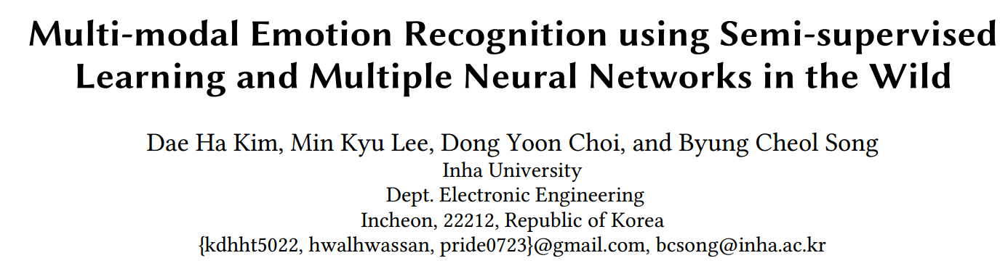 Multi-modal Emotion Recognition using Semi-supervised
Learning and Multiple Neural Networks in the Wild
Dae Ha Kim, Min Kyu Lee, Dong Yoon Choi, and Byung Cheol Song
Inha University
Dept. Electronic Engineering
Incheon, 22212, Republic of Korea
{kdhht5022, hwalhwassan, pride0723}@gmail.com, bcsong@inha.ac.kr